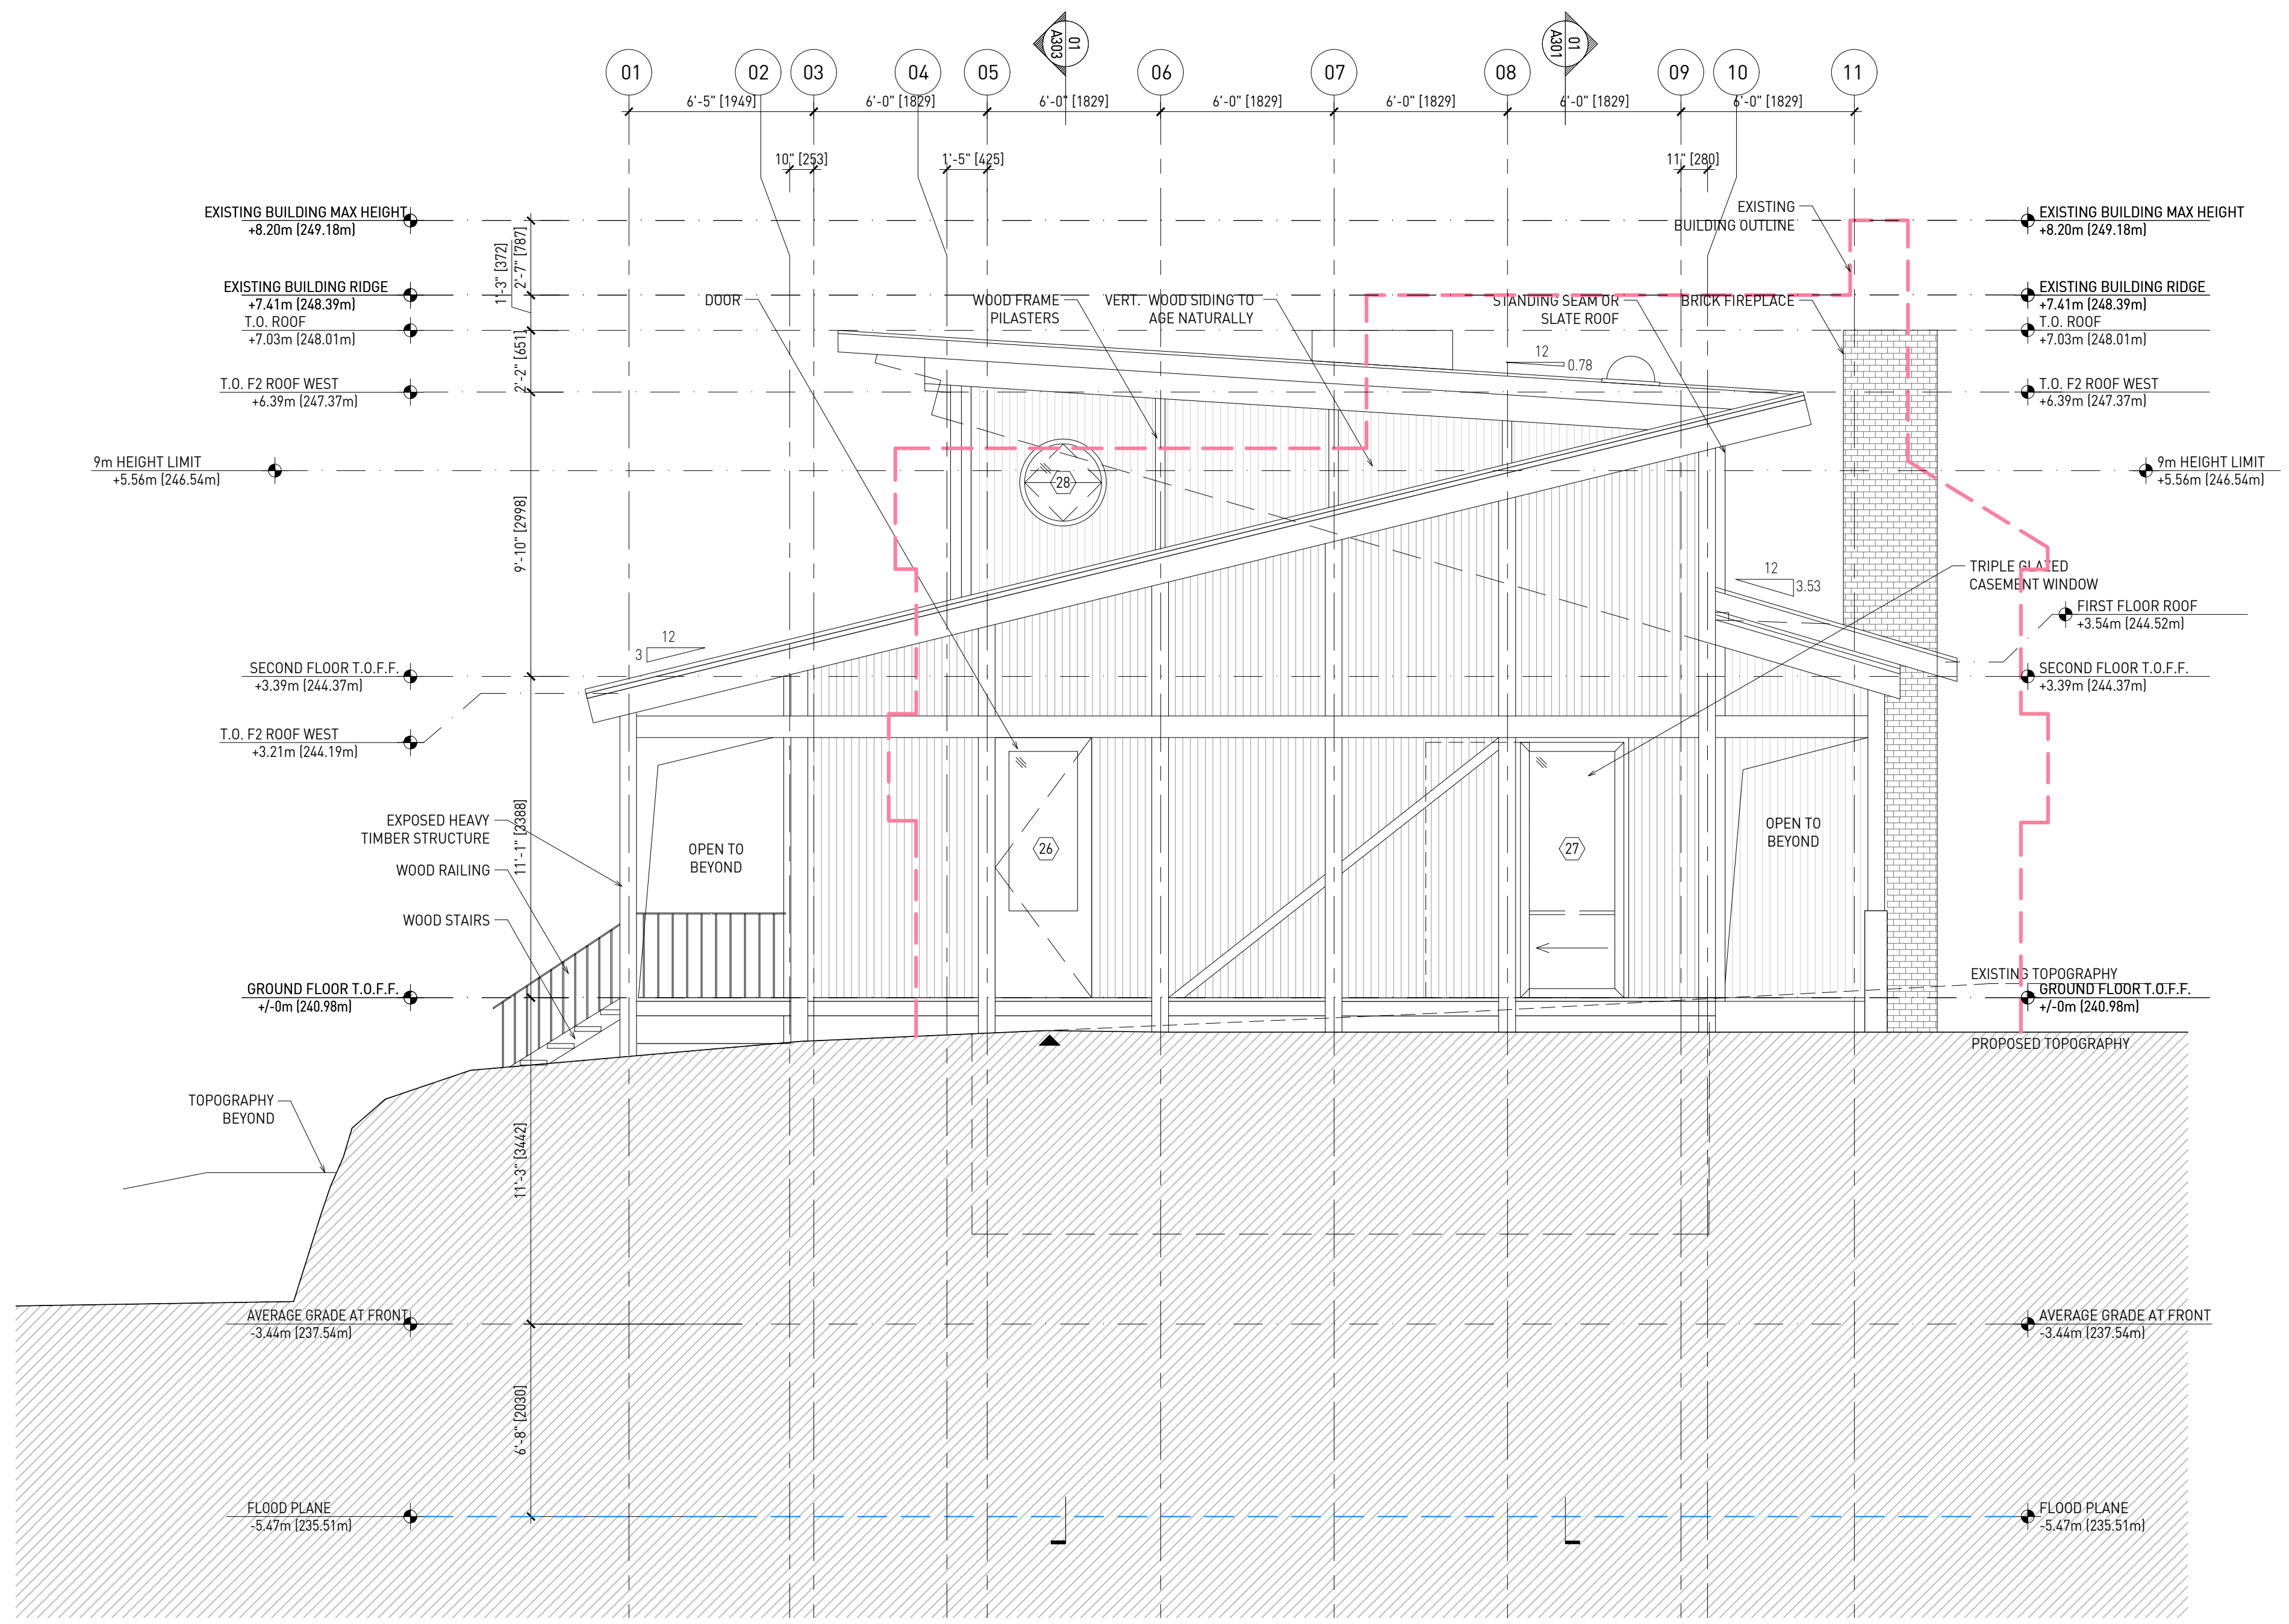 01
A303
01
A301
01
02
03
04
05
06
07
08
09
10
11
6'-5" [1949]
6'-0" [1829]
6'-0" [1829]
6'-0" [1829]
6'-0" [1829]
6'-0" [1829]
6'-0" [1829]
10" [253]
1'-5" [425]
11" [280]
EXISTING BUILDING MAX HEIGHT
+8.20m (249.18m)
EXISTING BUILDING RIDGE
+7.41m (248.39m)
T.O. ROOF
+7.03m (248.01m)
T.O. F2 ROOF WEST
+6.39m (247.37m)
9m HEIGHT LIMIT
+5.56m (246.54m)
SECOND FLOOR T.O.F.F.
+3.39m (244.37m)
T.O. F2 ROOF WEST
+3.21m (244.19m)
EXPOSED HEAVY
TIMBER STRUCTURE
WOOD RAILING
WOOD STAIRS
GROUND FLOOR T.O.F.F.
+/-0m (240.98m)
TOPOGRAPHY
BEYOND
AVERAGE GRADE AT FRONT
-3.44m (237.54m)
FLOOD PLANE
-5.47m (235.51m)
1'-3" [372]
2'-7" [787]
2'-2" [651]
9'-10" [2998]
11'-1" [3388]
11'-3" [3442]
6'-8" [2030]
DOOR
WOOD FRAME
PILASTERS
VERT. WOOD SIDING TO
AGE NATURALLY
STANDING SEAM OR
SLATE ROOF
BRICK FIREPLACE
EXISTING
BUILDING OUTLINE
12
0.78
12
3
12
3.53
28
26
27
OPEN TO
BEYOND
OPEN TO
BEYOND
EXISTING BUILDING MAX HEIGHT
+8.20m (249.18m)
EXISTING BUILDING RIDGE
+7.41m (248.39m)
T.O. ROOF
+7.03m (248.01m)
T.O. F2 ROOF WEST
+6.39m (247.37m)
9m HEIGHT LIMIT
+5.56m (246.54m)
TRIPLE GLAZED
CASEMENT WINDOW
FIRST FLOOR ROOF
+3.54m (244.52m)
SECOND FLOOR T.O.F.F.
+3.39m (244.37m)
EXISTING TOPOGRAPHY
GROUND FLOOR T.O.F.F.
+/-0m (240.98m)
PROPOSED TOPOGRAPHY
AVERAGE GRADE AT FRONT
-3.44m (237.54m)
FLOOD PLANE
-5.47m (235.51m)